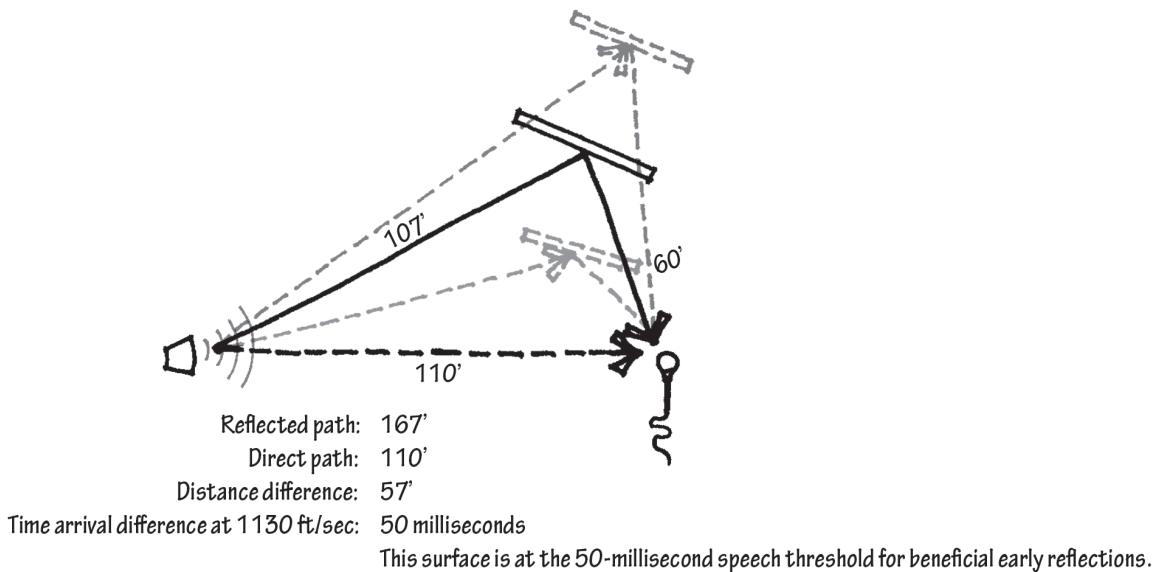 107’
60’
110’
Reflected path: 167’
Direct path: 110’
Distance difference: 57’
Time arrival difference at 1130 ft/sec: 50 milliseconds
This surface is at the 50-millisecond speech threshold for beneficial early reflections.